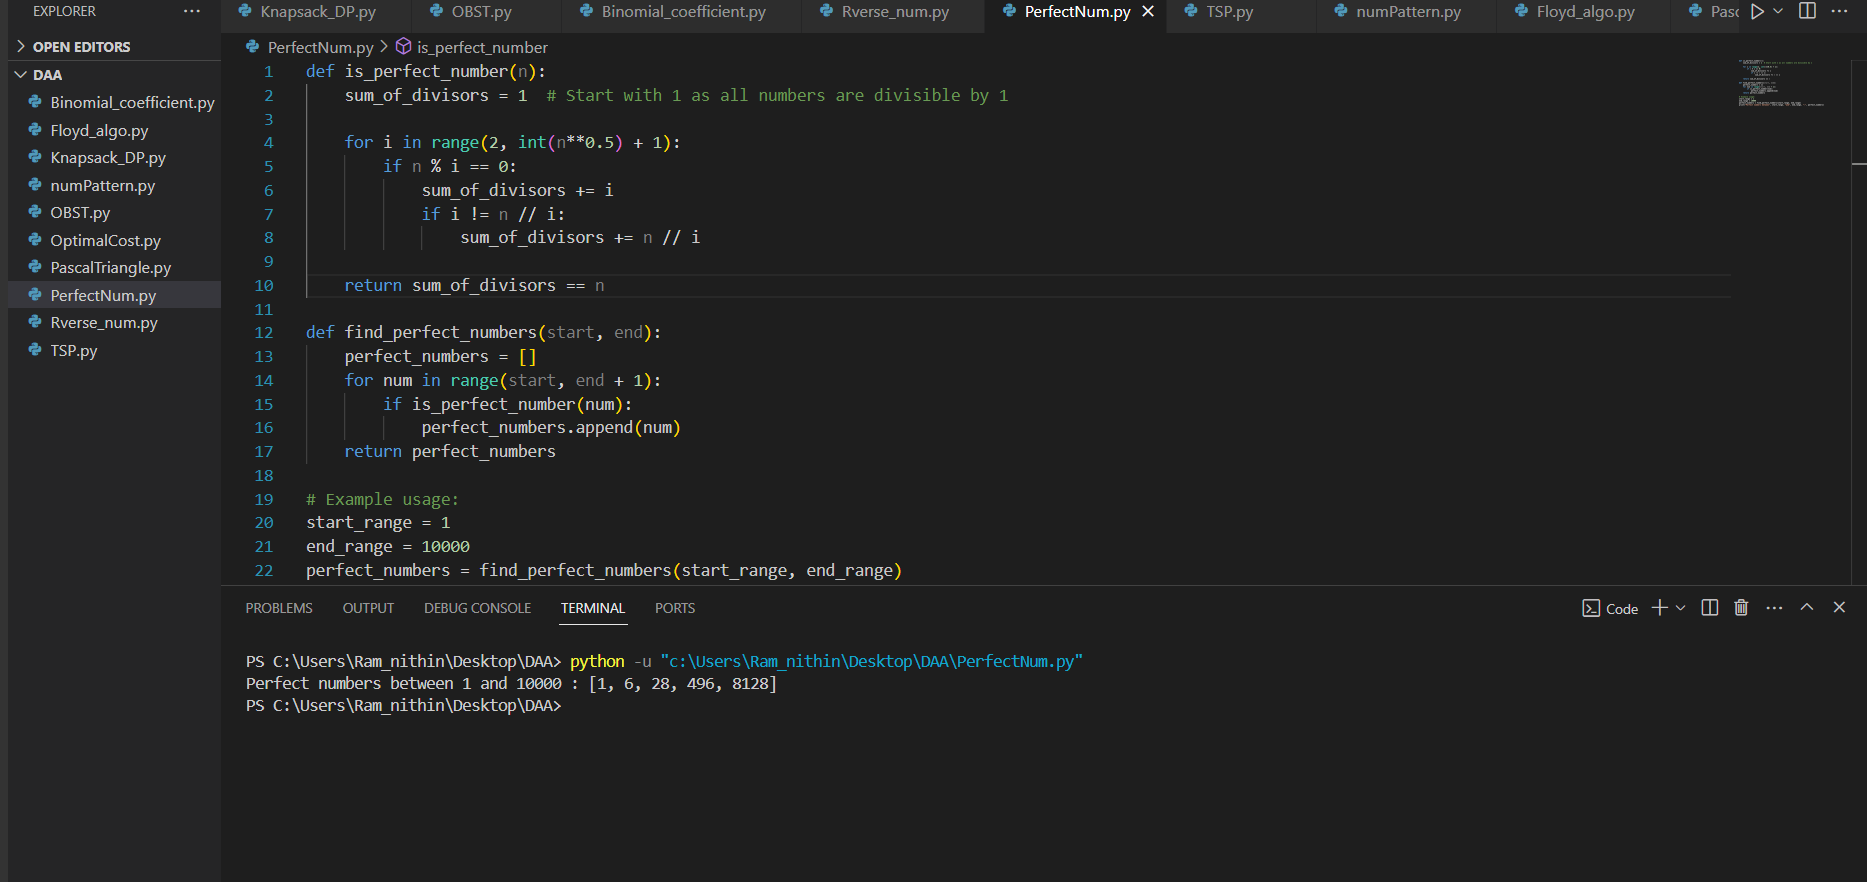 EXPLORER
OPEN EDITORS
DAA
Binomial_coefficient.py
Floyd_algo.py
Knapsack_DP.py
numPattern.py
OBST.py
OptimalCost.py
PascalTriangle.py
PerfectNum.py
Rverse_num.py
TSP.py
Knapsack_DP.py OBST.py Binomial_coefficient.py Rverse_num.py PerfectNum.py TSP.py numPattern.py Floyd_algo.py Pasc
PerfectNum.py > is_perfect_number
1 def is_perfect_number(n):
2     sum_of_divisors = 1  # Start with 1 as all numbers are divisible by 1
3
4     for i in range(2, int(n**0.5) + 1):
5         if n % i == 0:
6             sum_of_divisors += i
7             if i != n // i:
8                 sum_of_divisors += n // i
9
10     return sum_of_divisors == n
11
12 def find_perfect_numbers(start, end):
13     perfect_numbers = []
14     for num in range(start, end + 1):
15         if is_perfect_number(num):
16             perfect_numbers.append(num)
17     return perfect_numbers
18
19 # Example usage:
20 start_range = 1
21 end_range = 10000
22 perfect_numbers = find_perfect_numbers(start_range, end_range)
PROBLEMS OUTPUT DEBUG CONSOLE TERMINAL PORTS Code
PS C:\Users\Ram_nithin\Desktop\DAA> python -u "c:\Users\Ram_nithin\Desktop\DAA\PerfectNum.py"
Perfect numbers between 1 and 10000 : [1, 6, 28, 496, 8128]
PS C:\Users\Ram_nithin\Desktop\DAA>